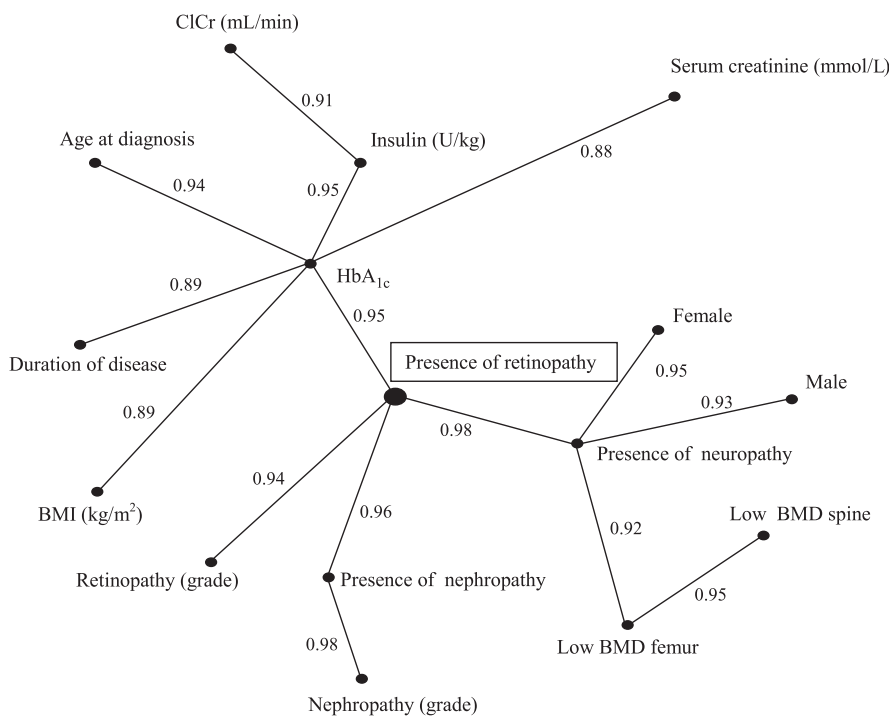 ClCr (mL/min)
Serum creatinine (mmol/L)
0.91
Age at diagnosis
Insulin (U/kg)
0.88
0.94
0.95
HbA1c
0.89
0.95
Female
Presence of retinopathy
Duration of disease
0.95
Male
0.89
0.93
0.98
Presence of neuropathy
0.94
BMI (kg/m²)
0.96
0.92
Low BMD spine
Retinopathy (grade)
Presence of nephropathy
0.95
0.98
Low BMD femur
Nephropathy (grade)